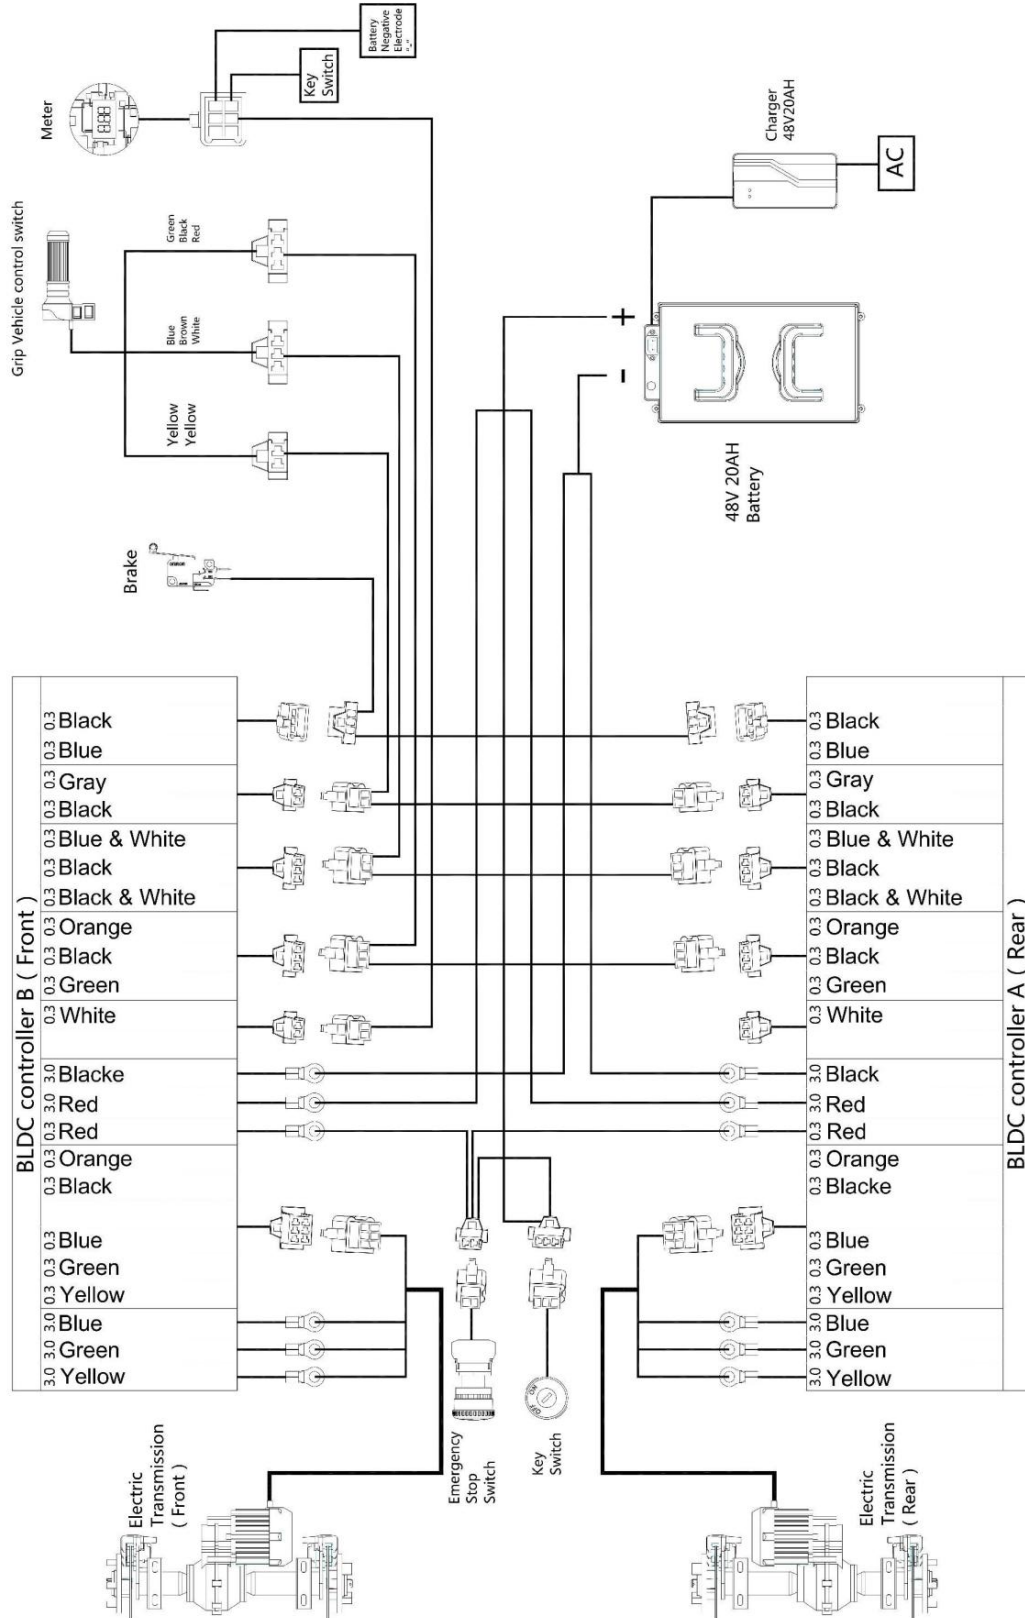 Battery
Negative
Electrode
"-"
Key
Switch
Meter
Charger
48V20AH
AC
Grip Vehicle control switch
Green
Black
Red
Blue
Brown
White
Yellow
Yellow
+
-
48V 20AH
Battery
Brake
BLDC controller B ( Front )
0.3 Black
0.3 Blue
0.3 Gray
0.3 Black
0.3 Blue & White
0.3 Black
0.3 Black & White
0.3 Orange
0.3 Black
0.3 Green
0.3 White
3.0 Blacke
3.0 Red
0.3 Red
0.3 Orange
0.3 Black
0.3 Blue
0.3 Green
0.3 Yellow
3.0 Blue
3.0 Green
3.0 Yellow
BLDC controller A ( Rear )
0.3 Black
0.3 Blue
0.3 Gray
0.3 Black
0.3 Blue & White
0.3 Black
0.3 Black & White
0.3 Orange
0.3 Black
0.3 Green
0.3 White
3.0 Black
3.0 Red
0.3 Red
0.3 Orange
0.3 Blacke
0.3 Blue
0.3 Green
0.3 Yellow
3.0 Blue
3.0 Green
3.0 Yellow
Electric
Transmission
( Front )
Emergency
Stop
Switch
OFF
ON
Key
Switch
Electric
Transmission
( Rear )